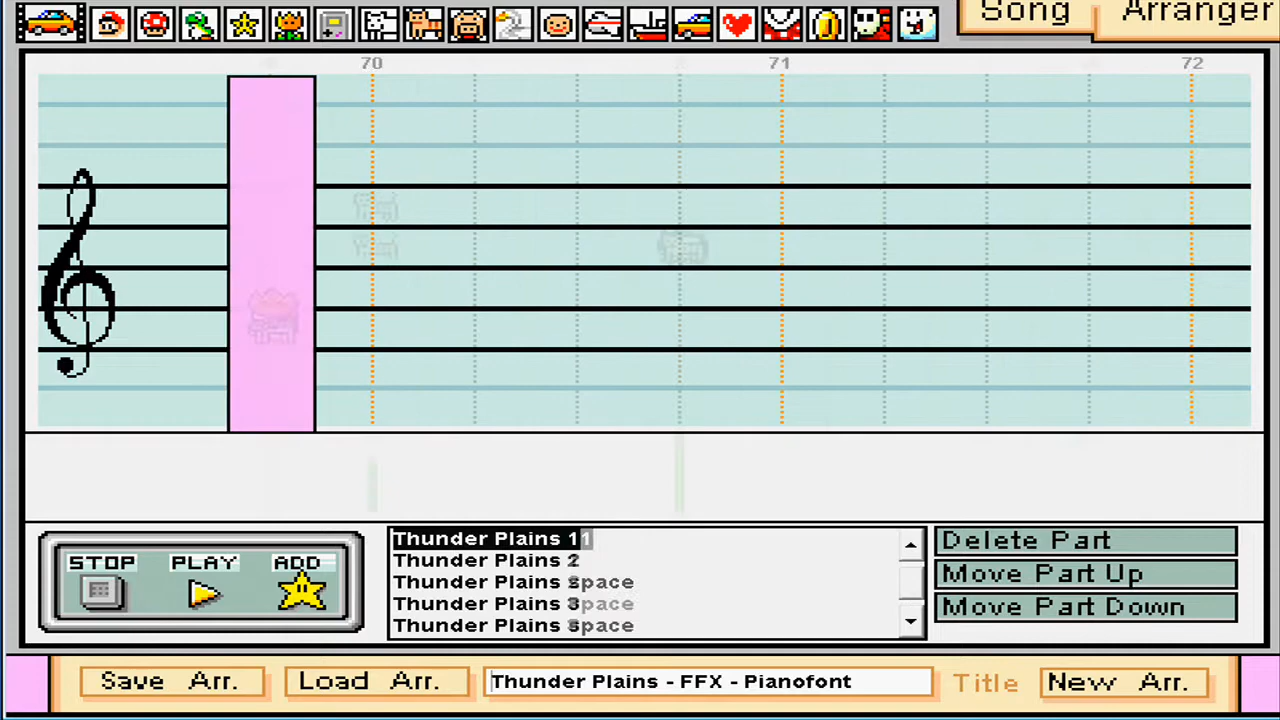 Song Arranger
70 71 72
STOP PLAY ADD
Thunder Plains 1
Thunder Plains 2
Thunder Plains space
Thunder Plains 3
Thunder Plains space
Delete Part
Move Part Up
Move Part Down
Save Arr. Load Arr. Thunder Plains - FFX - Pianofont Title New Arr.